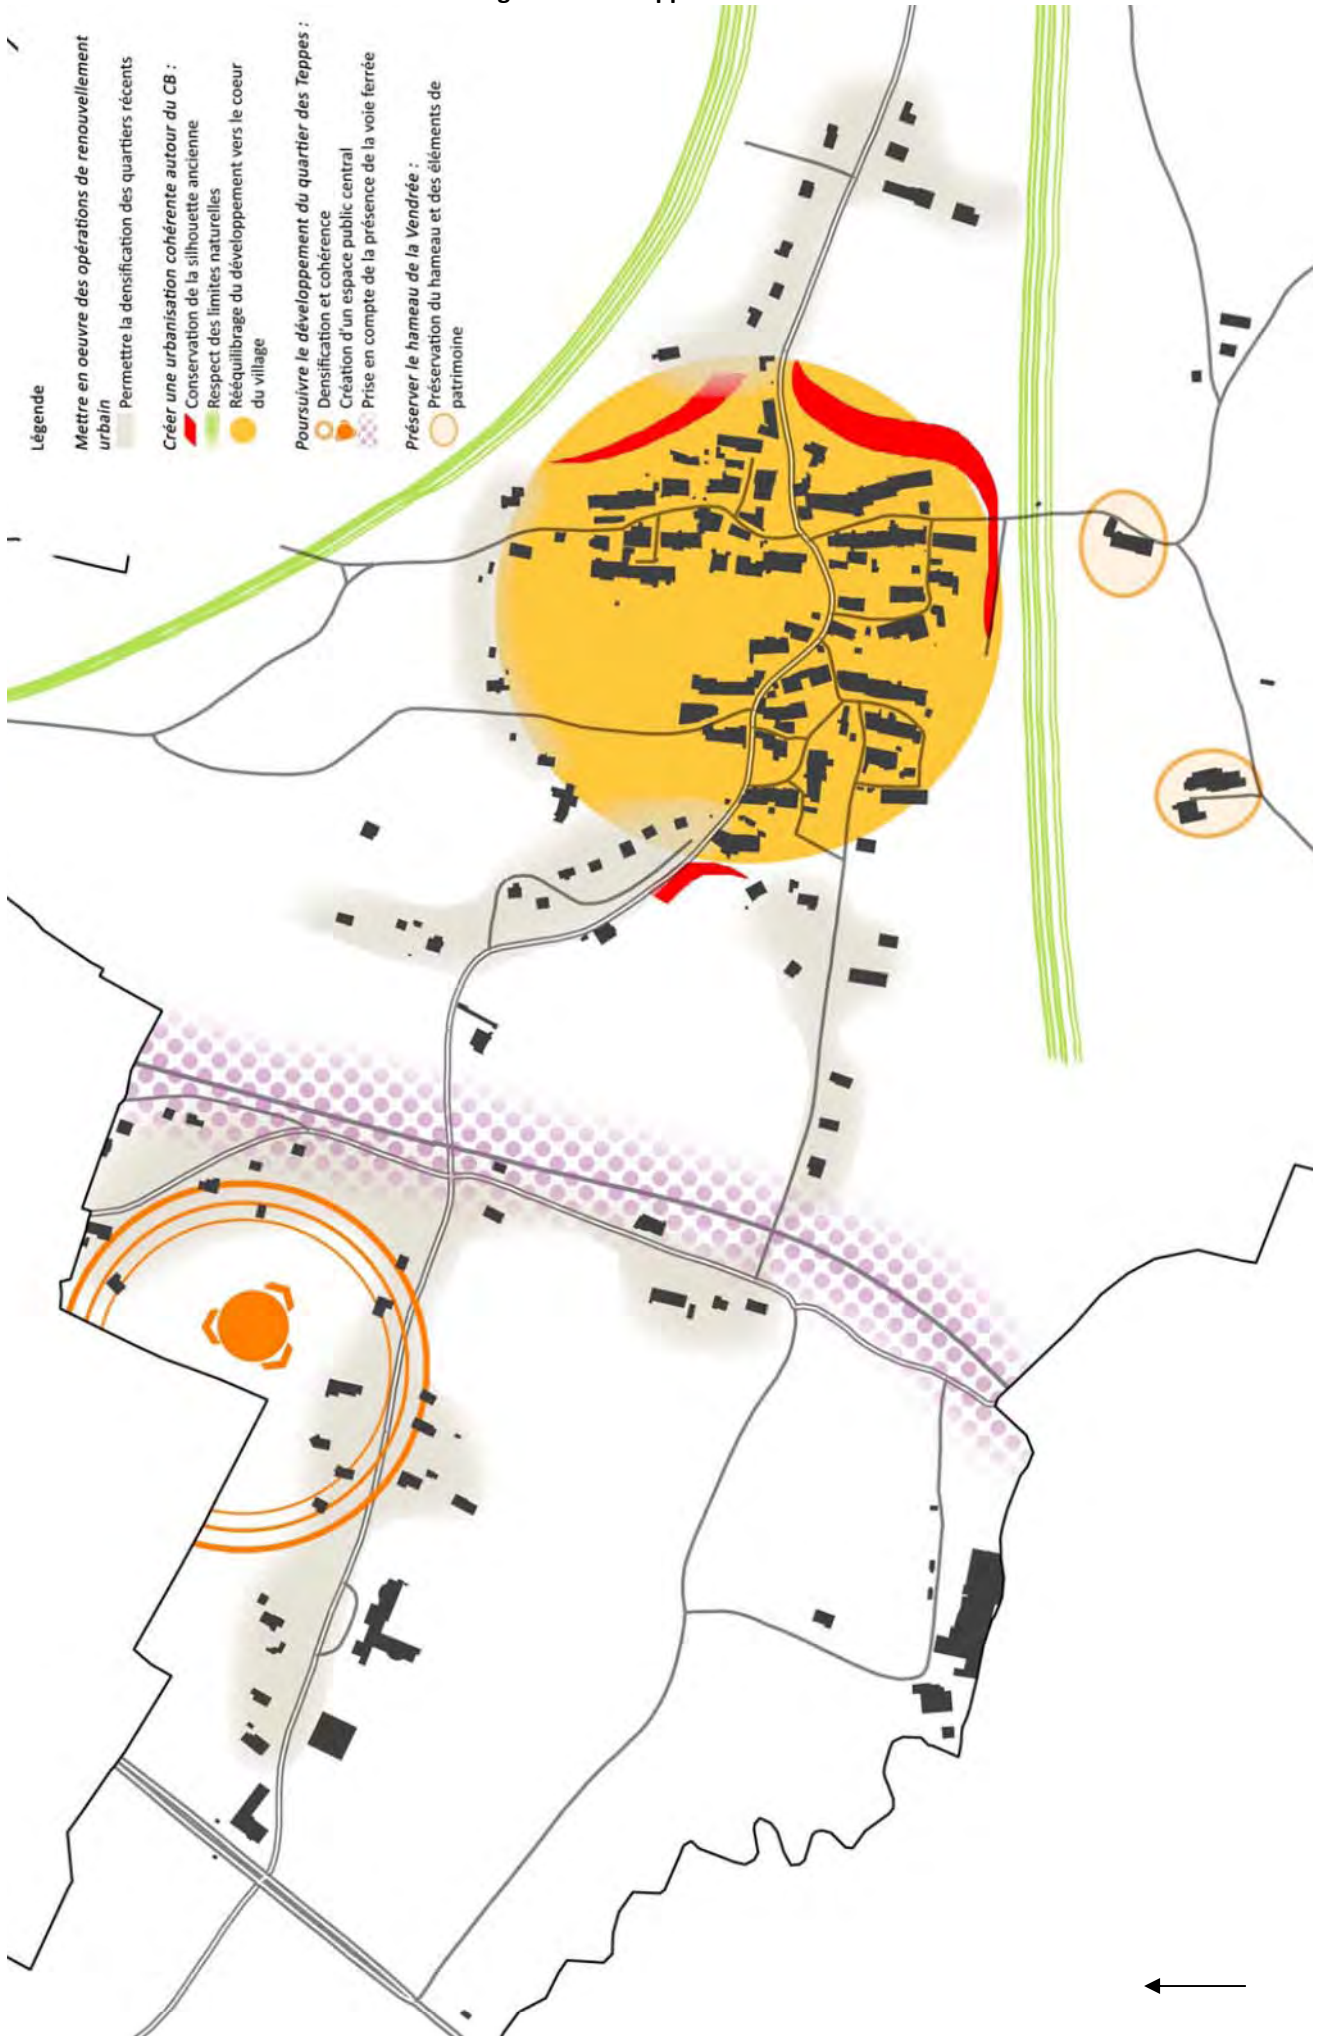 Légende
Mettre en oeuvre des opérations de renouvellement
urbain
Permettre la densification des quartiers récents
Créer une urbanisation cohérente autour du CB :
Conservation de la silhouette ancienne
Respect des limites naturelles
Rééquilibrage du développement vers le coeur
du village
Poursuivre le développement du quartier des Teppes :
Densification et cohérence
Création d'un espace public central
Prise en compte de la présence de la voie ferrée
Préserver le hameau de la Vendrée :
Préservation du hameau et des éléments de
patrimoine